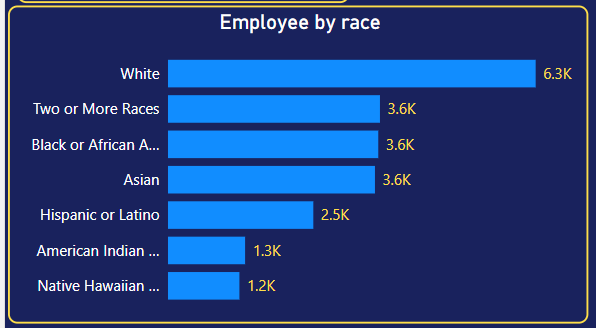 Employee by race
White 6.3K
Two or More Races 3.6K
Black or African A... 3.6K
Asian 3.6K
Hispanic or Latino 2.5K
American Indian ... 1.3K
Native Hawaiian ... 1.2K